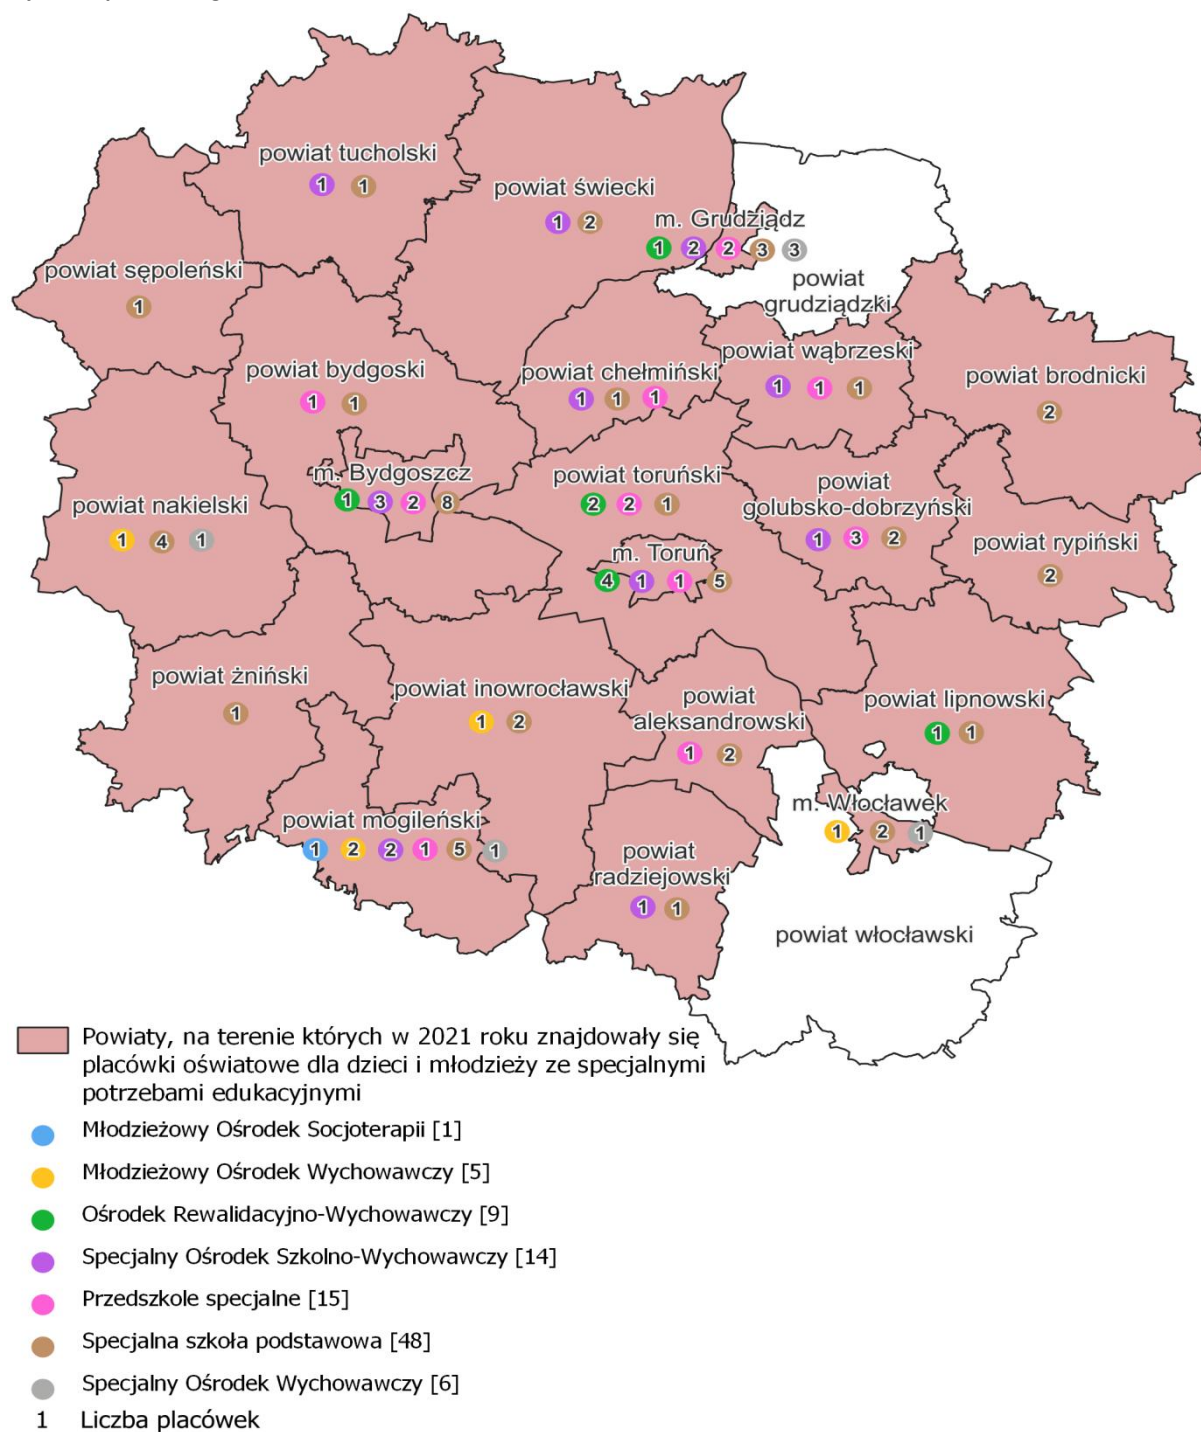 powiat tucholski
1 1
powiat świecki
1 2
m. Grudziądz
1 2 2 3 3
powiat
grudziądzki
powiat sępoleński
1
powiat bydgoski
1 1
powiat chełmiński
1 1 1
powiat wąbrzeski
1 1 1
powiat brodnicki
2
m. Bydgoszcz
1 3 2 8
powiat nakielski
1 4 1
powiat toruński
2 2 1
powiat
golubsko-dobrzyński
1 3 2
powiat rypiński
2
m. Toruń
4 1 1 5
powiat żniński
1
powiat inowrocławski
1 2
powiat
aleksandrowski
1 2
powiat lipnowski
1 1
m. Włocławek
1 2 1
powiat mogileński
1 2 2 1 5 1
powiat
radziejowski
1 1
powiat włocławski
Powiaty, na terenie których w 2021 roku znajdowały się
placówki oświatowe dla dzieci i młodzieży ze specjalnymi
potrzebami edukacyjnymi
Młodzieżowy Ośrodek Socjoterapii [1]
Młodzieżowy Ośrodek Wychowawczy [5]
Ośrodek Rewalidacyjno-Wychowawczy [9]
Specjalny Ośrodek Szkolno-Wychowawczy [14]
Przedszkole specjalne [15]
Specjalna szkoła podstawowa [48]
Specjalny Ośrodek Wychowawczy [6]
1 Liczba placówek